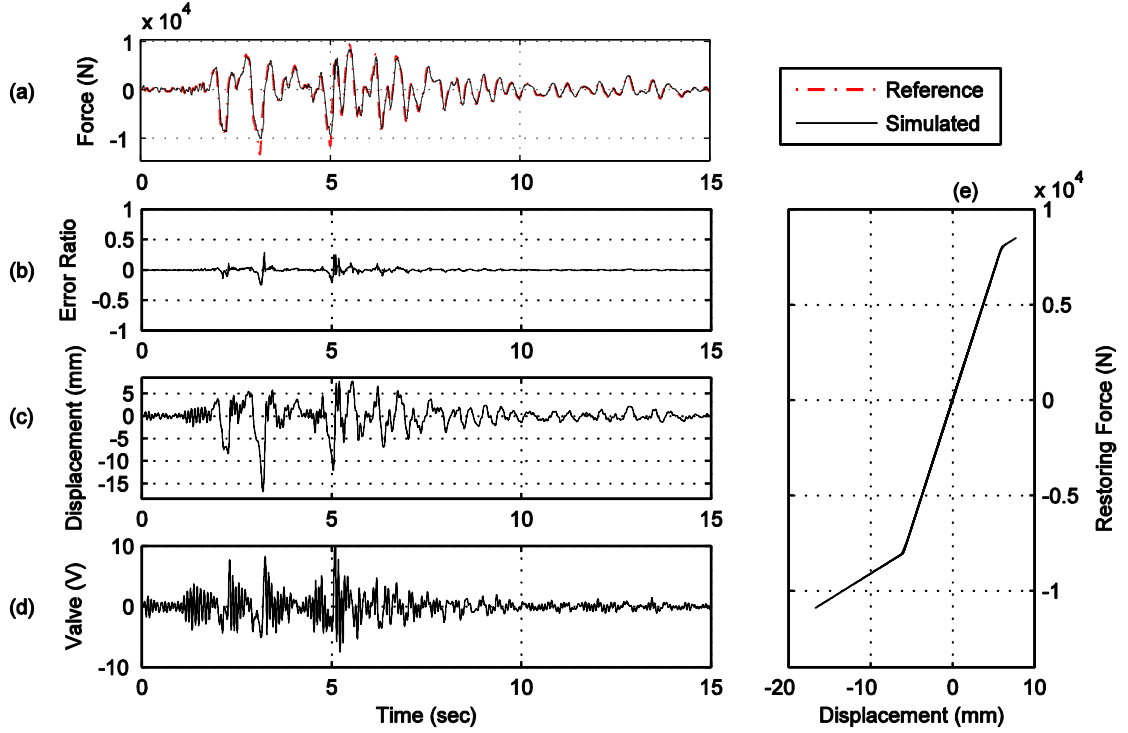 x 10^4
(a)
Force (N)
1
0
-1
0
5
10
15
Reference
Simulated
(b)
Error Ratio
1
0.5
0
-0.5
-1
0
5
10
15
(c)
Displacement (mm)
5
0
-5
-10
-15
0
5
10
15
(d)
Valve (V)
10
0
-10
0
5
10
15
Time (sec)
(e)
x 10^4
1
0.5
0
-0.5
-1
Restoring Force (N)
-20
-10
0
10
Displacement (mm)